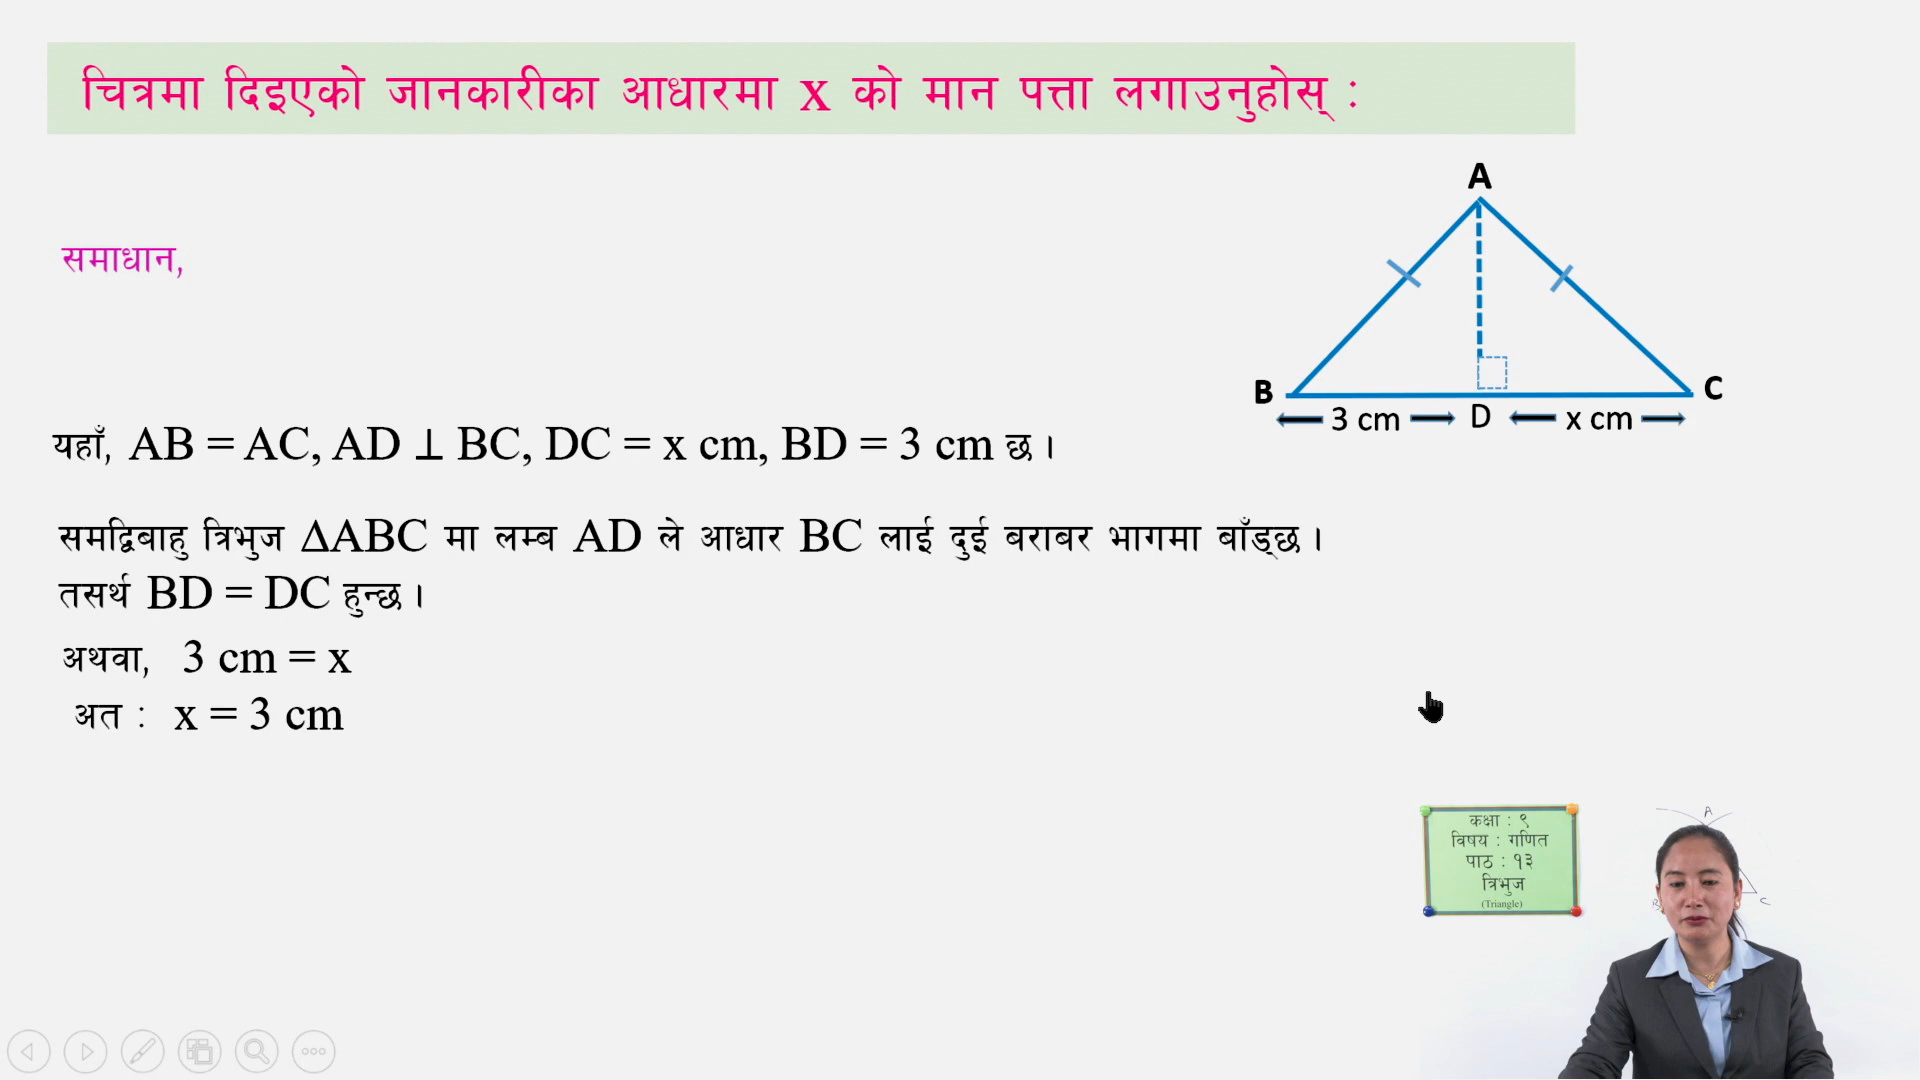 चित्रमा दिइएको जानकारीका आधारमा x को मान पत्ता लगाउनुहोस् :
समाधान,
A
B
C
3 cm D x cm
यहाँ, AB = AC, AD ⊥ BC, DC = x cm, BD = 3 cm छ ।
समद्विबाहु त्रिभुज ΔABC मा लम्ब AD ले आधार BC लाई दुई बराबर भागमा बाँड्छ ।
तसर्थ BD = DC हुन्छ ।
अथवा, 3 cm = x
अत : x = 3 cm
कक्षा : ९
विषय : गणित
पाठ : १३
त्रिभुज
(Triangle)
A
B
C